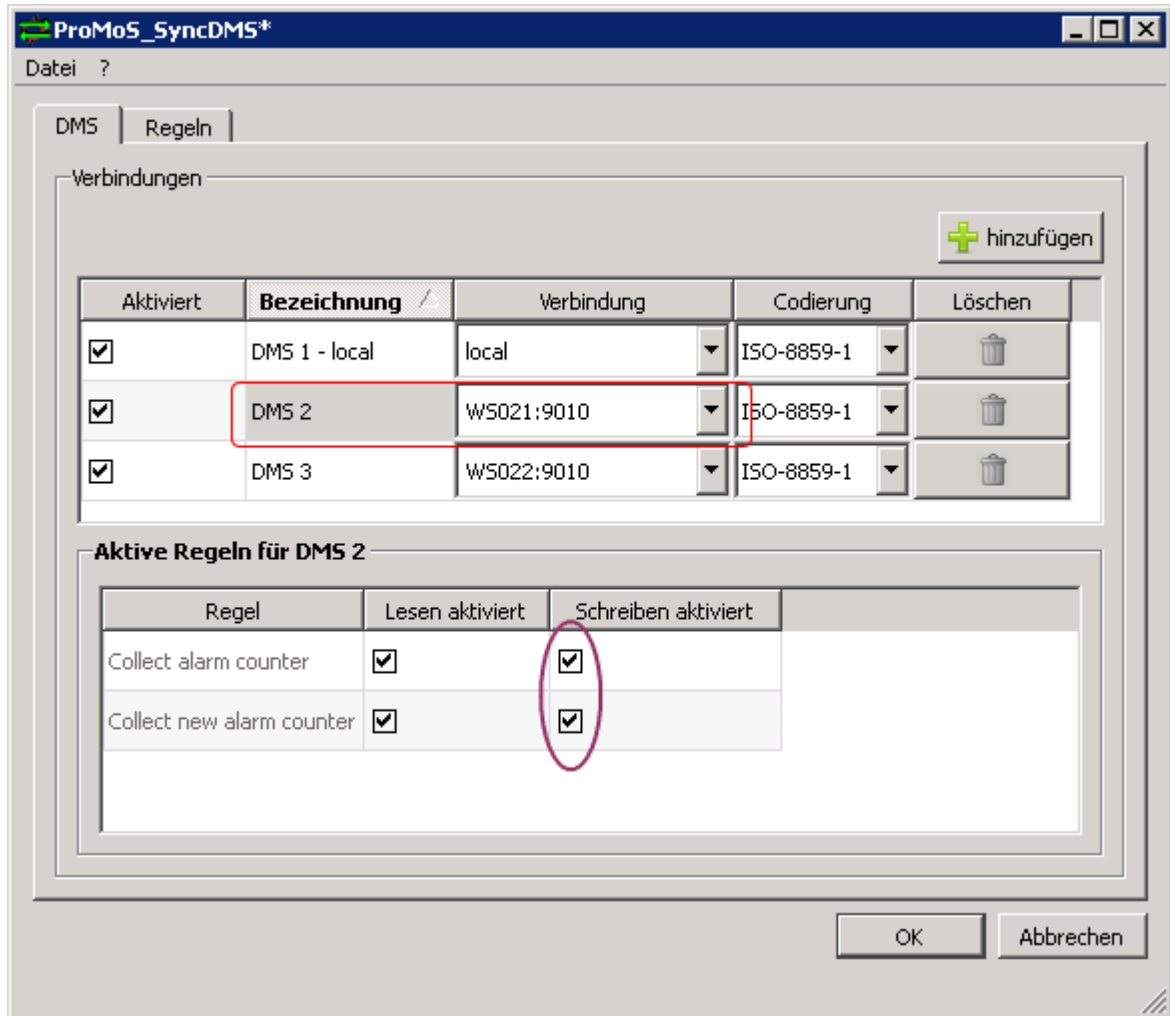 ProMoS_SyncDMS*
Datei ?
DMS Regeln
Verbindungen
hinzufügen
Aktiviert Bezeichnung Verbindung Codierung Löschen
DMS 1 - local local ISO-8859-1
DMS 2 WS021:9010 ISO-8859-1
DMS 3 WS022:9010 ISO-8859-1
Aktive Regeln für DMS 2
Regel Lesen aktiviert Schreiben aktiviert
Collect alarm counter
Collect new alarm counter
OK Abbrechen